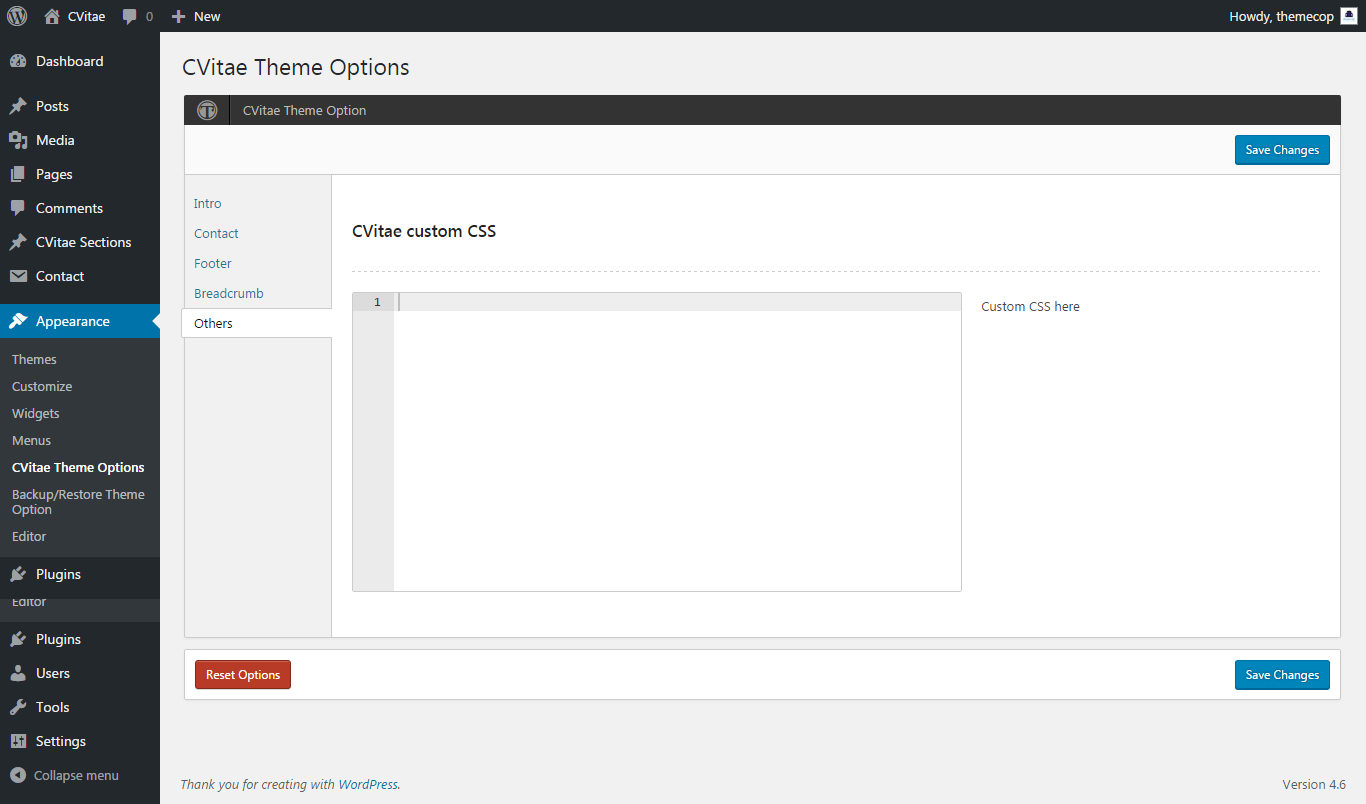 CVitae
0
New
Howdy, themecop
Dashboard
Posts
Media
Pages
Comments
CVitae Sections
Contact
Appearance
Themes
Customize
Widgets
Menus
CVitae Theme Options
Backup/Restore Theme
Option
Editor
Plugins
Editor
Plugins
Users
Tools
Settings
Collapse menu
CVitae Theme Options
CVitae Theme Option
Save Changes
Intro
Contact
Footer
Breadcrumb
Others
CVitae custom CSS
1
Custom CSS here
Reset Options
Save Changes
Thank you for creating with WordPress.
Version 4.6